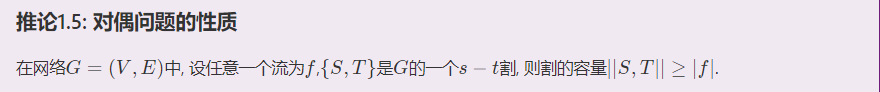 推论1.5: 对偶问题的性质
在网络G = (V, E)中, 设任意一个流为f,{S, T}是G的一个s − t割, 则割的容量||S, T|| ≥ |f|.